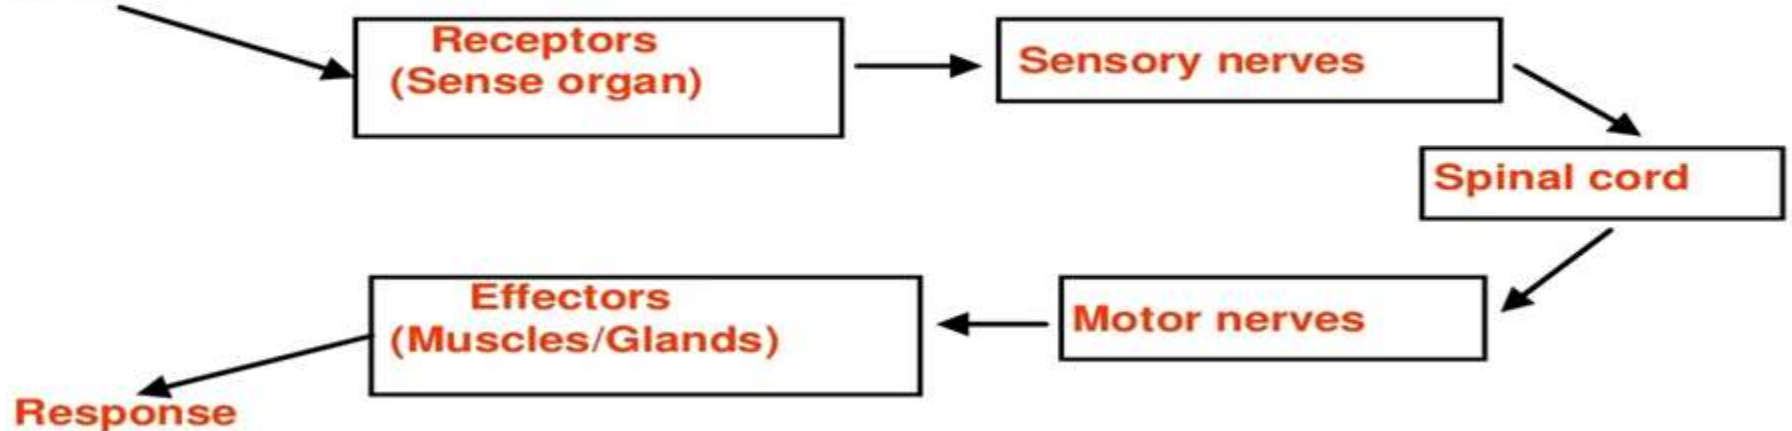 Receptors
(Sense organ)
Sensory nerves
Spinal cord
Motor nerves
Effectors
(Muscles/Glands)
Response